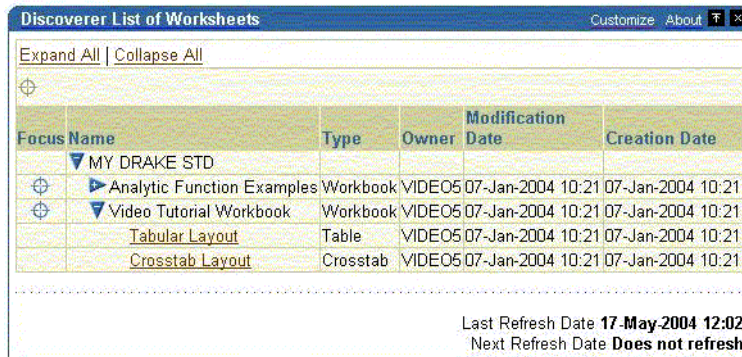 Discoverer List of Worksheets Customize About
Expand All | Collapse All
Focus Name Type Owner Modification Date Creation Date
MY DRAKE STD
Analytic Function Examples Workbook VIDEO5 07-Jan-2004 10:21 07-Jan-2004 10:21
Video Tutorial Workbook Workbook VIDEO5 07-Jan-2004 10:21 07-Jan-2004 10:21
Tabular Layout Table VIDEO5 07-Jan-2004 10:21 07-Jan-2004 10:21
Crosstab Layout Crosstab VIDEO5 07-Jan-2004 10:21 07-Jan-2004 10:21
Last Refresh Date 17-May-2004 12:02
Next Refresh Date Does not refresh